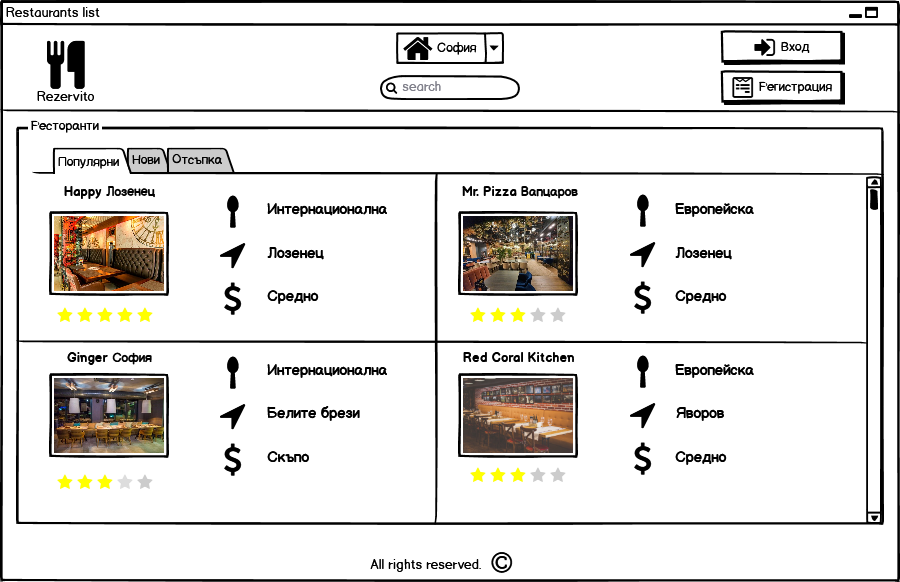 Restaurants list
Rezervito
София
search
Вход
Регистрация
Ресторанти
Популярни
Нови
Отстъпка
Happy Лозенец
Интернационална
Лозенец
Средно
Mr. Pizza Вапцаров
Европейска
Лозенец
Средно
Ginger София
Интернационална
Белите брези
Скъпо
Red Coral Kitchen
Европейска
Яворов
Средно
All rights reserved. ©